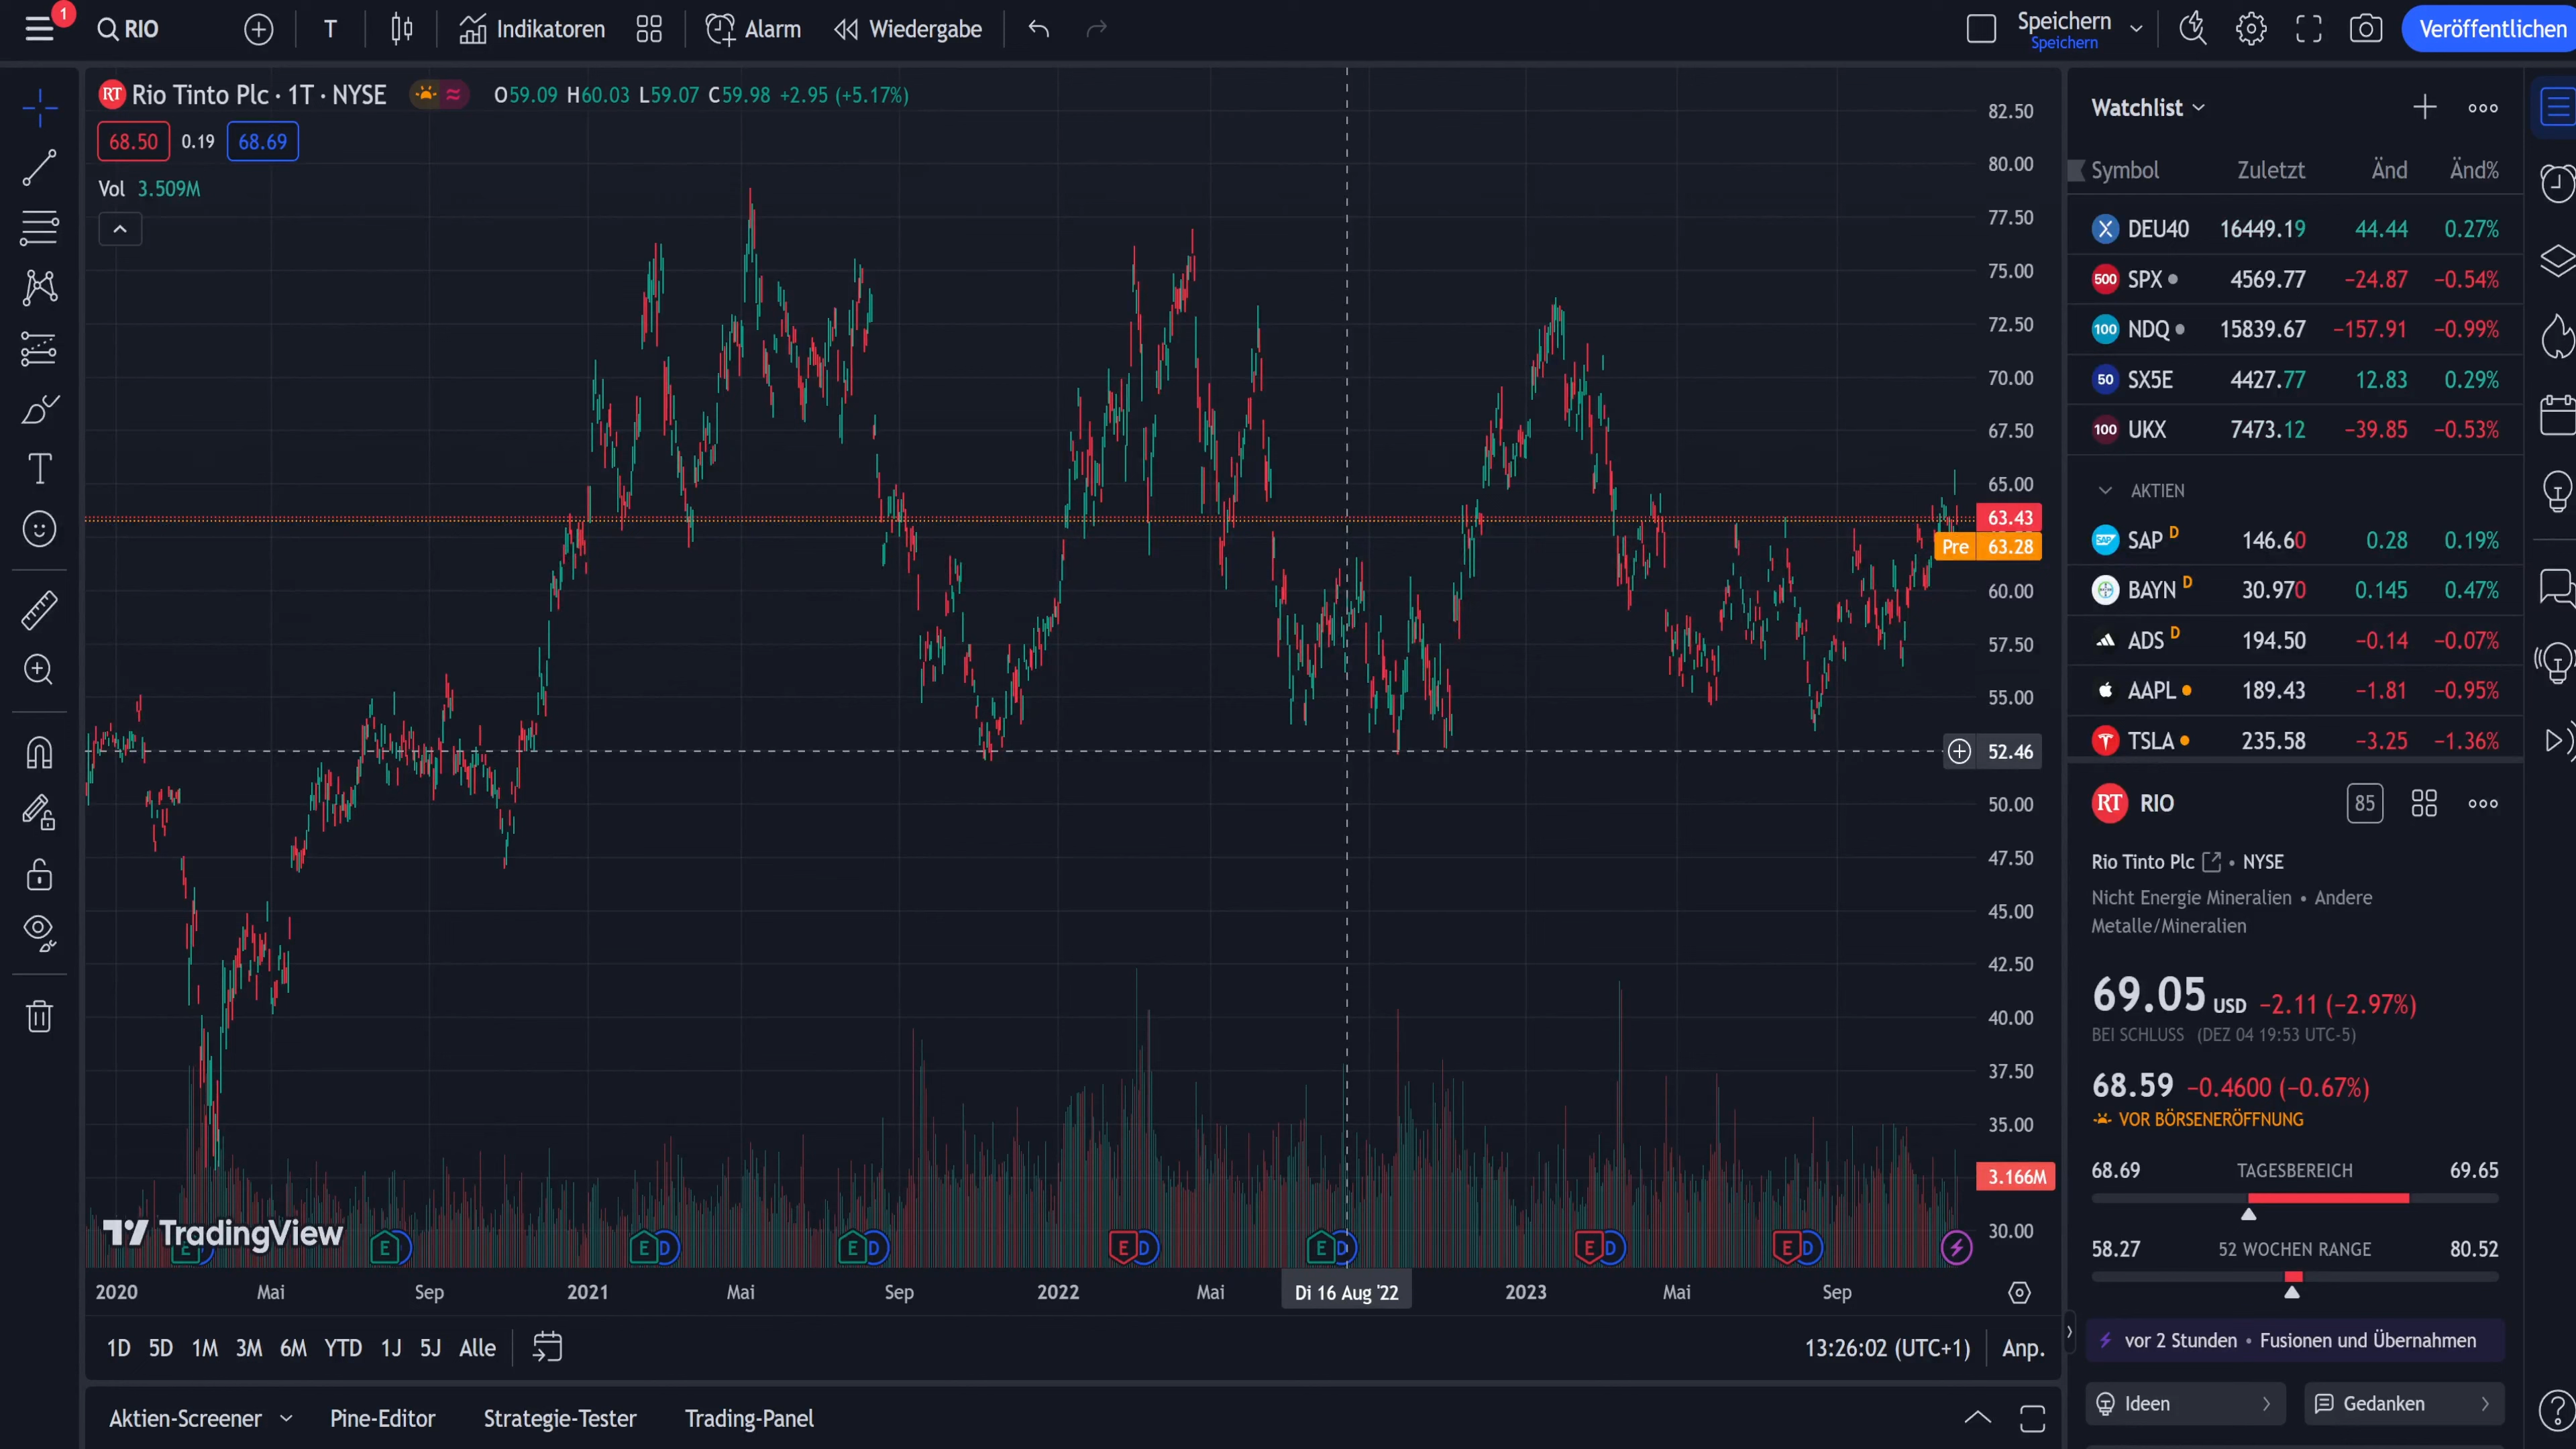 1
RIO
T
Indikatoren
Alarm
Wiedergabe
Speichern
Speichern
Veröffentlichen
RT Rio Tinto Plc · 1T · NYSE O59.09 H60.03 L59.07 C59.98 +2.95 (+5.17%)
68.50 0.19 68.69
Vol 3.509M
82.50
80.00
77.50
75.00
72.50
70.00
67.50
65.00
63.43
Pre 63.28
60.00
57.50
55.00
52.46
50.00
47.50
45.00
42.50
40.00
37.50
35.00
3.166M
30.00
TradingView
E
E
E D
E D
E D
E D
E D
E D
2020 Mai Sep 2021 Mai Sep 2022 Mai Di 16 Aug '22 2023 Mai Sep
1D 5D 1M 3M 6M YTD 1J 5J Alle
13:26:02 (UTC+1) Anp.
Aktien-Screener Pine-Editor Strategie-Tester Trading-Panel
Watchlist
Symbol Zuletzt Änd Änd%
X DEU40 16449.19 44.44 0.27%
500 SPX 4569.77 −24.87 −0.54%
100 NDQ 15839.67 −157.91 −0.99%
50 SX5E 4427.77 12.83 0.29%
100 UKX 7473.12 −39.85 −0.53%
AKTIEN
SAP SAP D 146.60 0.28 0.19%
BAYN D 30.970 0.145 0.47%
ADS D 194.50 −0.14 −0.07%
AAPL 189.43 −1.81 −0.95%
TSLA 235.58 −3.25 −1.36%
RT RIO 85
Rio Tinto Plc • NYSE
Nicht Energie Mineralien • Andere
Metalle/Mineralien
69.05 USD −2.11 (−2.97%)
BEI SCHLUSS (DEZ 04 19:53 UTC-5)
68.59 −0.4600 (−0.67%)
VOR BÖRSENERÖFFNUNG
68.69 TAGESBEREICH 69.65
58.27 52 WOCHEN RANGE 80.52
vor 2 Stunden • Fusionen und Übernahmen
Ideen
Gedanken